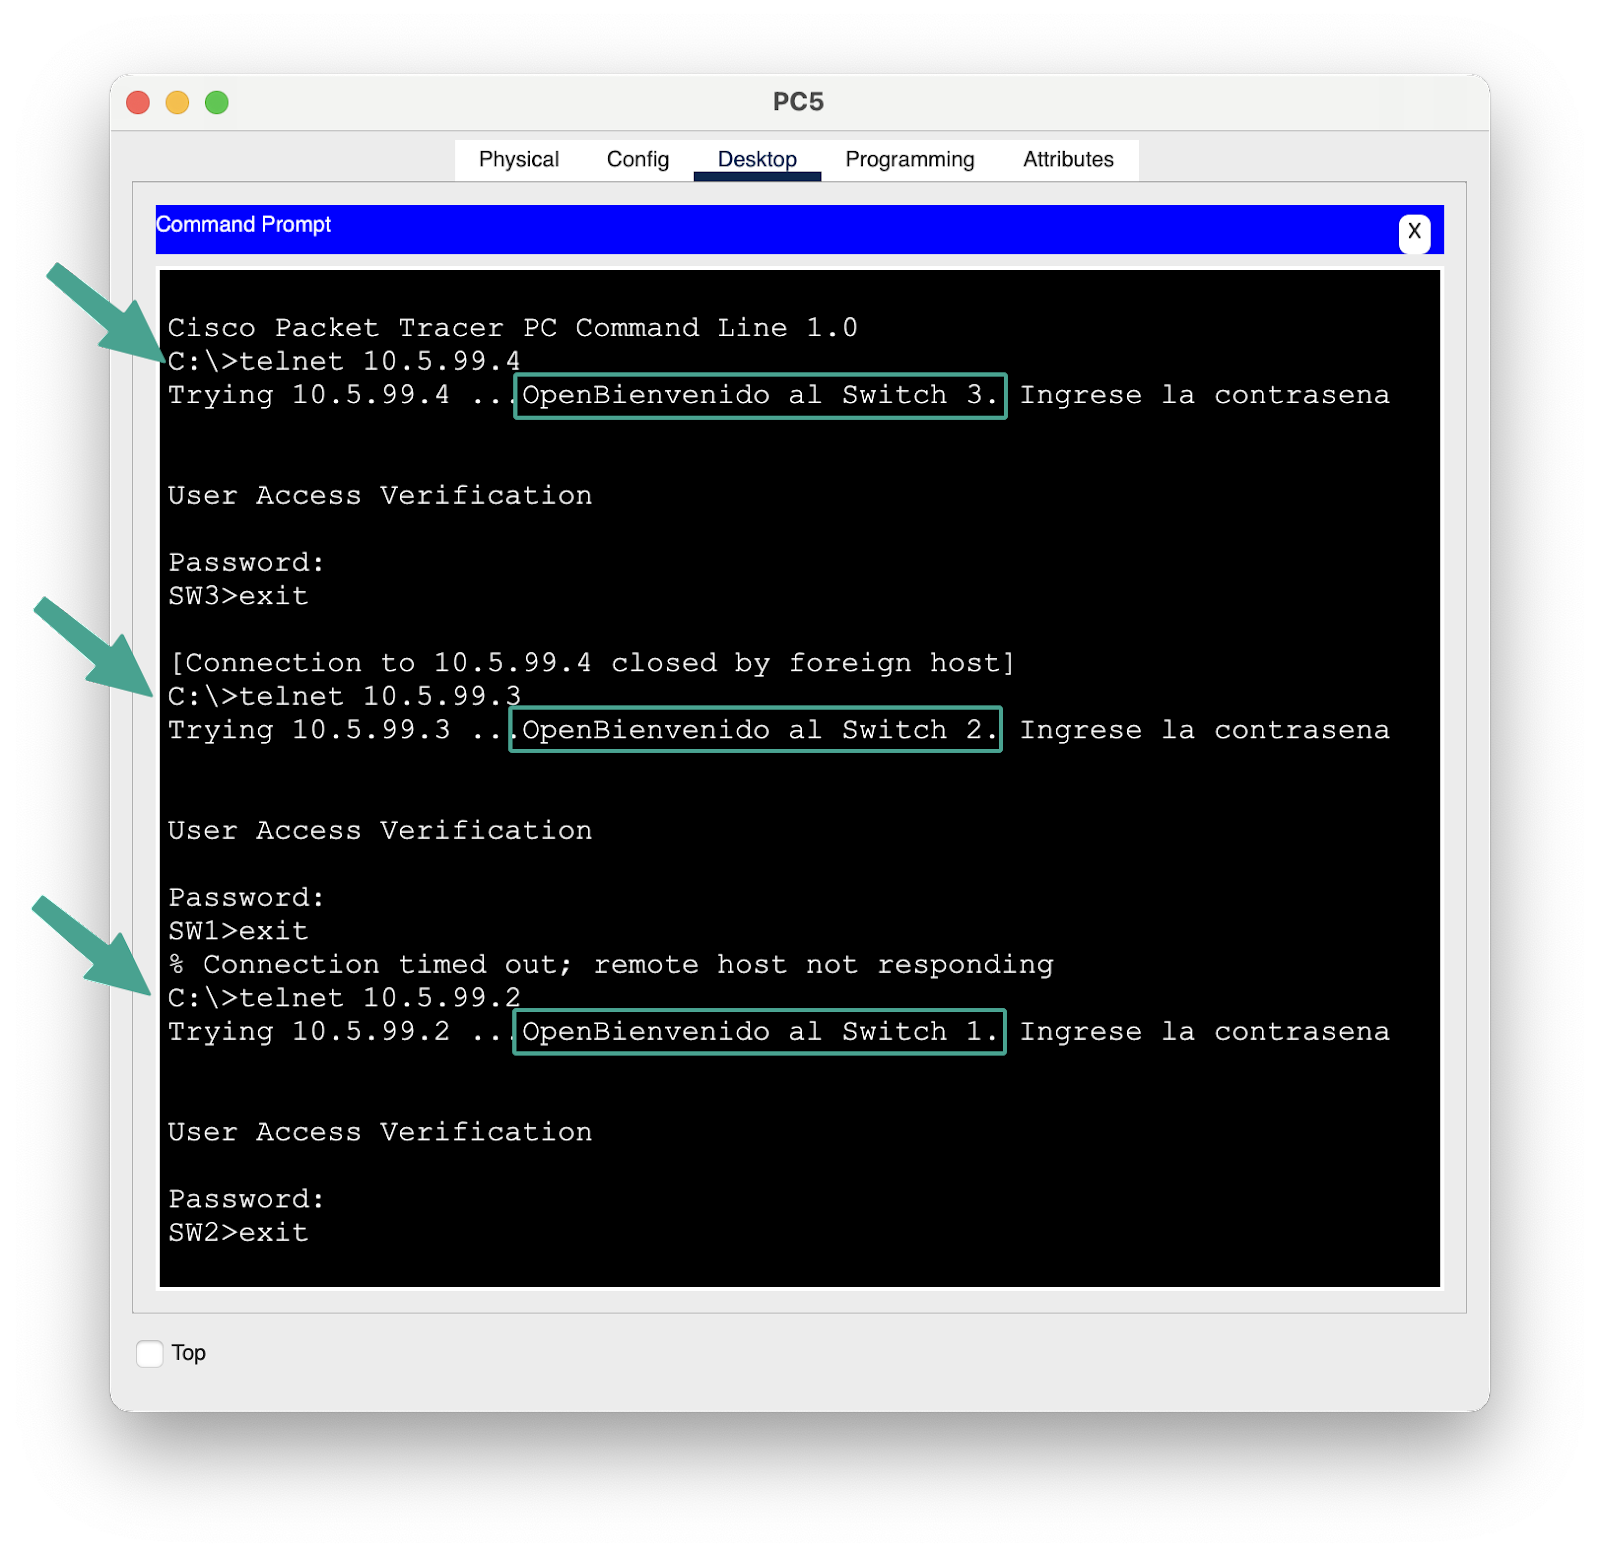 PC5
Physical Config Desktop Programming Attributes
Command Prompt X
Cisco Packet Tracer PC Command Line 1.0
C:\>telnet 10.5.99.4
Trying 10.5.99.4 ...OpenBienvenido al Switch 3. Ingrese la contrasena
User Access Verification
Password:
SW3>exit
[Connection to 10.5.99.4 closed by foreign host]
C:\>telnet 10.5.99.3
Trying 10.5.99.3 ...OpenBienvenido al Switch 2. Ingrese la contrasena
User Access Verification
Password:
SW1>exit
% Connection timed out; remote host not responding
C:\>telnet 10.5.99.2
Trying 10.5.99.2 ...OpenBienvenido al Switch 1. Ingrese la contrasena
User Access Verification
Password:
SW2>exit
Top